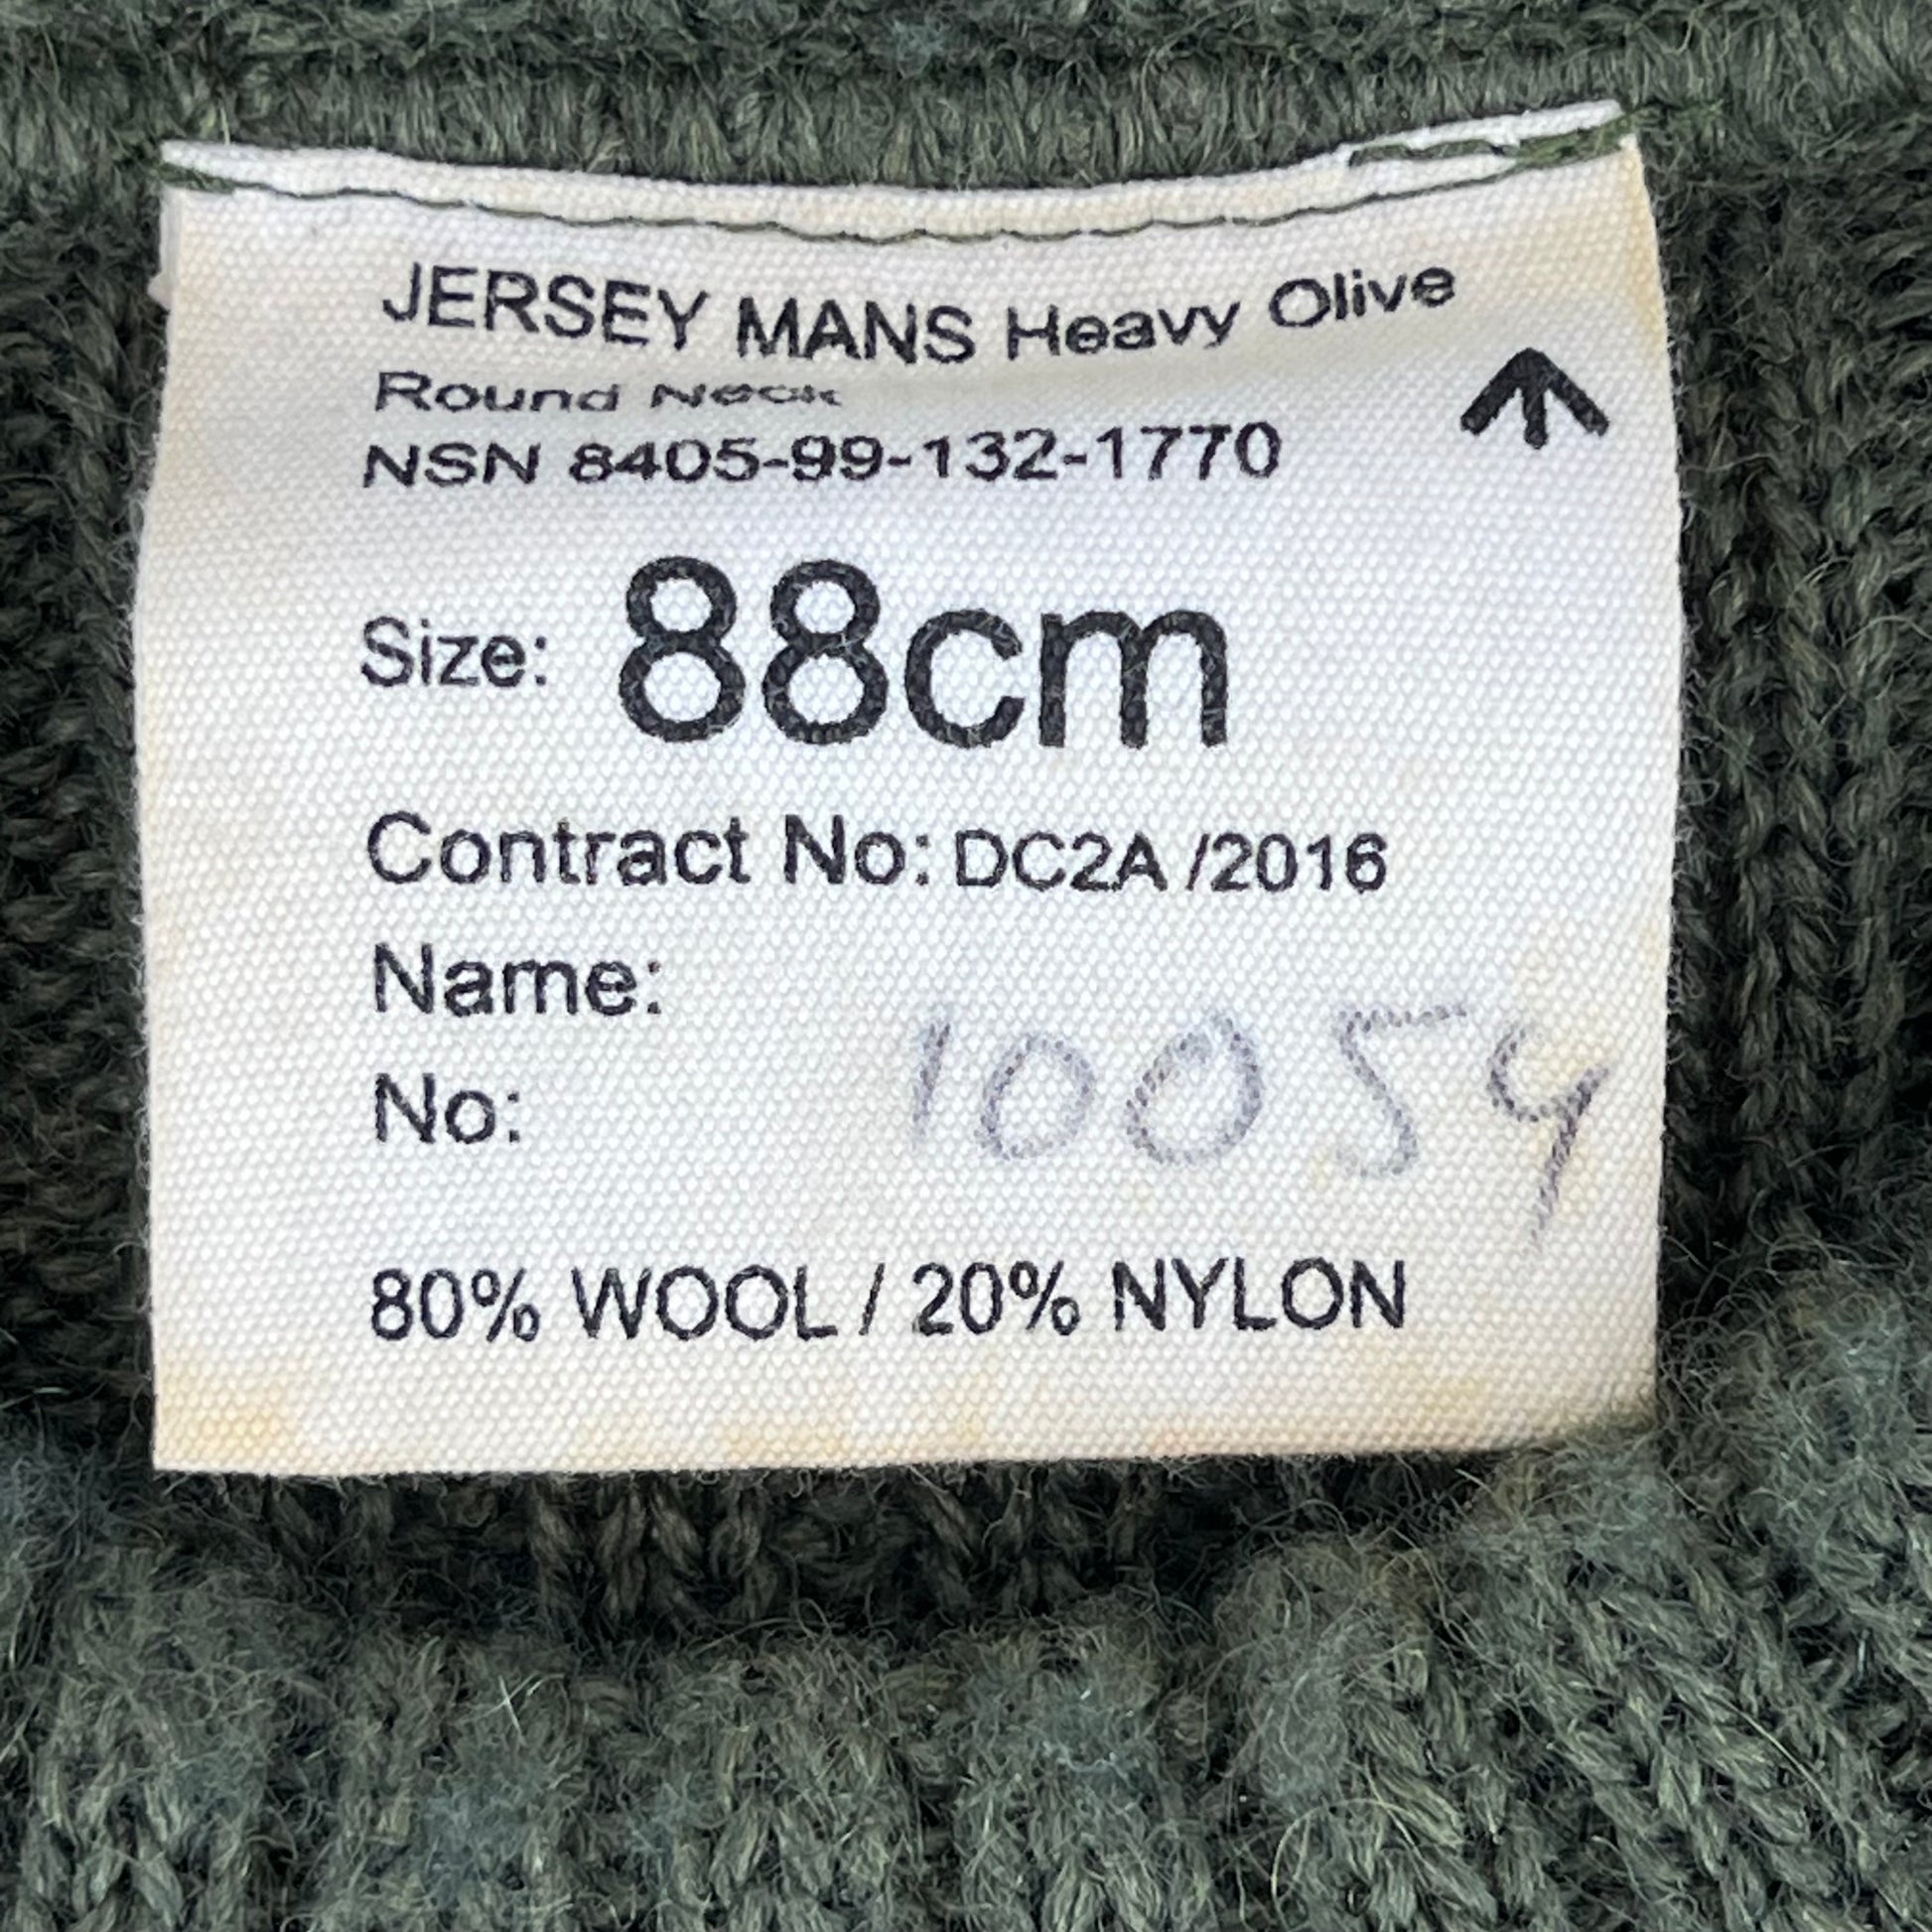 JERSEY MANS Heavy Olive
Round Neck
NSN 8405-99-132-1770
Size: 88cm
Contract No: DC2A /2016
Name:
No: 10059
80% WOOL / 20% NYLON